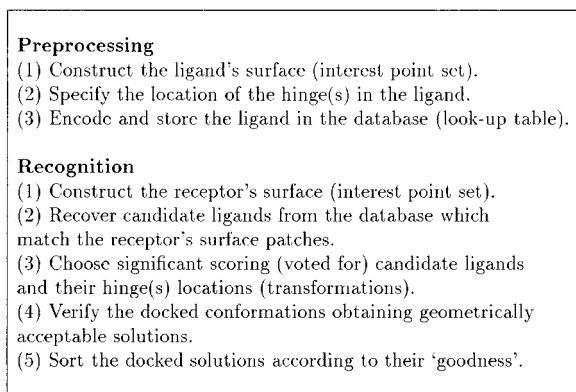 Preprocessing
(1) Construct the ligand's surface (interest point set).
(2) Specify the location of the hinge(s) in the ligand.
(3) Encode and store the ligand in the database (look-up table).
Recognition
(1) Construct the receptor's surface (interest point set).
(2) Recover candidate ligands from the database which
match the receptor's surface patches.
(3) Choose significant scoring (voted for) candidate ligands
and their hinge(s) locations (transformations).
(4) Verify the docked conformations obtaining geometrically
acceptable solutions.
(5) Sort the docked solutions according to their 'goodness'.